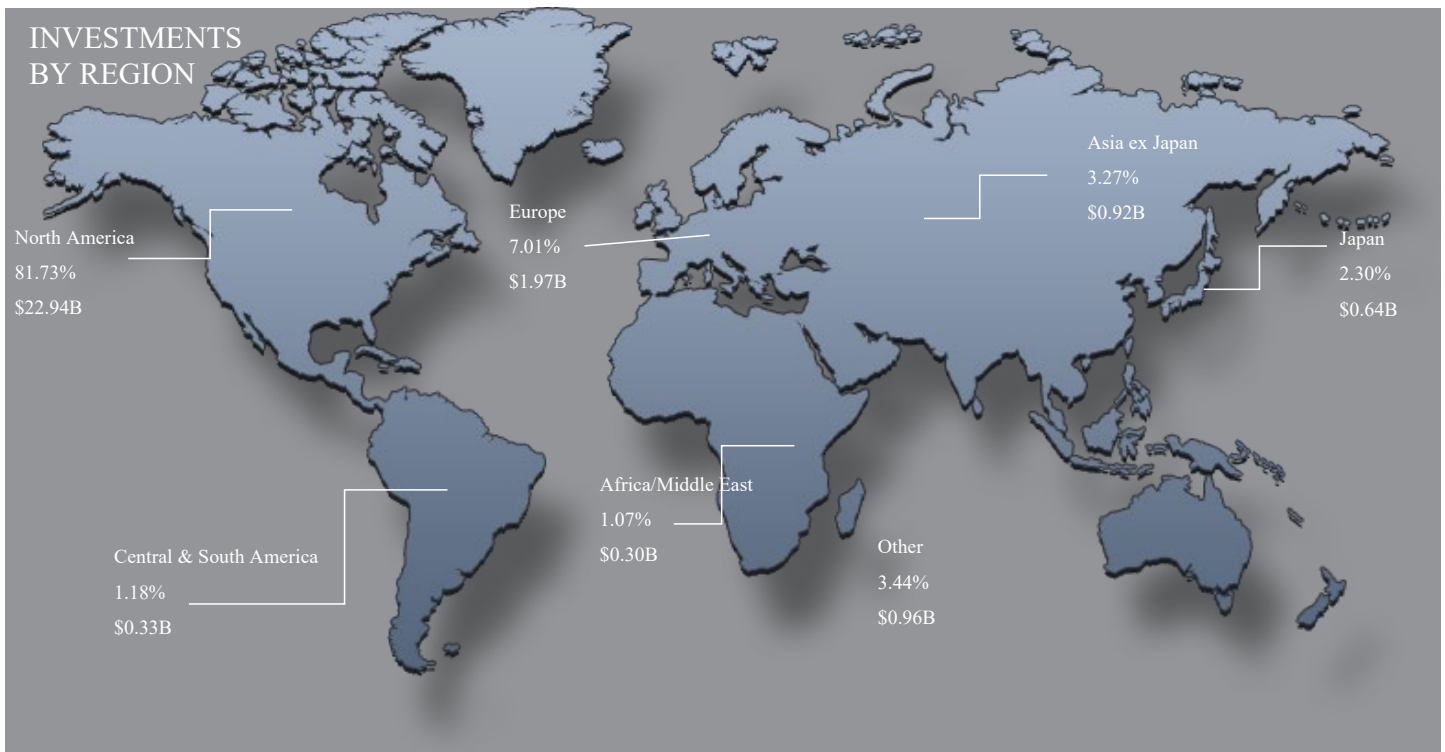 INVESTMENTS
BY REGION
North America
81.73%
$22.94B
Europe
7.01%
$1.97B
Asia ex Japan
3.27%
$0.92B
Japan
2.30%
$0.64B
Central & South America
1.18%
$0.33B
Africa/Middle East
1.07%
$0.30B
Other
3.44%
$0.96B